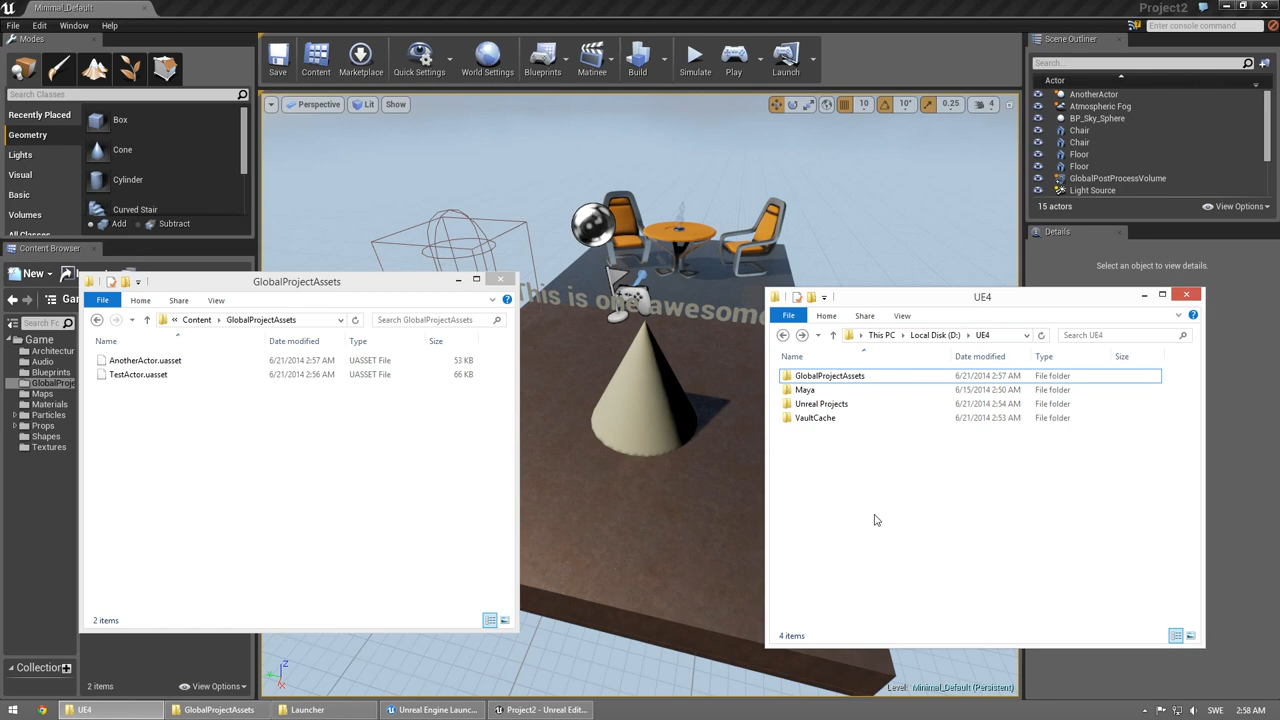 Minimal_Default
Project2
File Edit Window Help
Enter console command
Modes
Search Classes
Recently Placed
Geometry
Lights
Visual
Basic
Volumes
All Classes
Box
Cone
Cylinder
Curved Stair
Add Subtract
Save Content Marketplace Quick Settings World Settings Blueprints Matinee Build Simulate Play Launch
Perspective Lit Show
10 10° 0.25 4
This is one awesome
Scene Outliner
Search...
Actor
AnotherActor
Atmospheric Fog
BP_Sky_Sphere
Chair
Chair
Floor
Floor
GlobalPostProcessVolume
Light Source
15 actors View Options
Details
Select an object to view details.
Content Browser
New
Search Fc
Game
Architectur
Audio
Blueprints
GlobalProje
Maps
Materials
Particles
Props
Shapes
Textures
Collection
2 items View Options
GlobalProjectAssets
File Home Share View
« Content GlobalProjectAssets Search GlobalProjectAssets
Name Date modified Type Size
AnotherActor.uasset 6/21/2014 2:57 AM UASSET File 53 KB
TestActor.uasset 6/21/2014 2:56 AM UASSET File 66 KB
2 items
UE4
File Home Share View
This PC Local Disk (D:) UE4 Search UE4
Name Date modified Type Size
GlobalProjectAssets 6/21/2014 2:57 AM File folder
Maya 6/15/2014 2:50 AM File folder
Unreal Projects 6/21/2014 2:54 AM File folder
VaultCache 6/21/2014 2:53 AM File folder
4 items
Z
Level: Minimal_Default (Persistent)
UE4 GlobalProjectAssets Launcher Unreal Engine Launc... Project2 - Unreal Edit...
SWE 2:58 AM